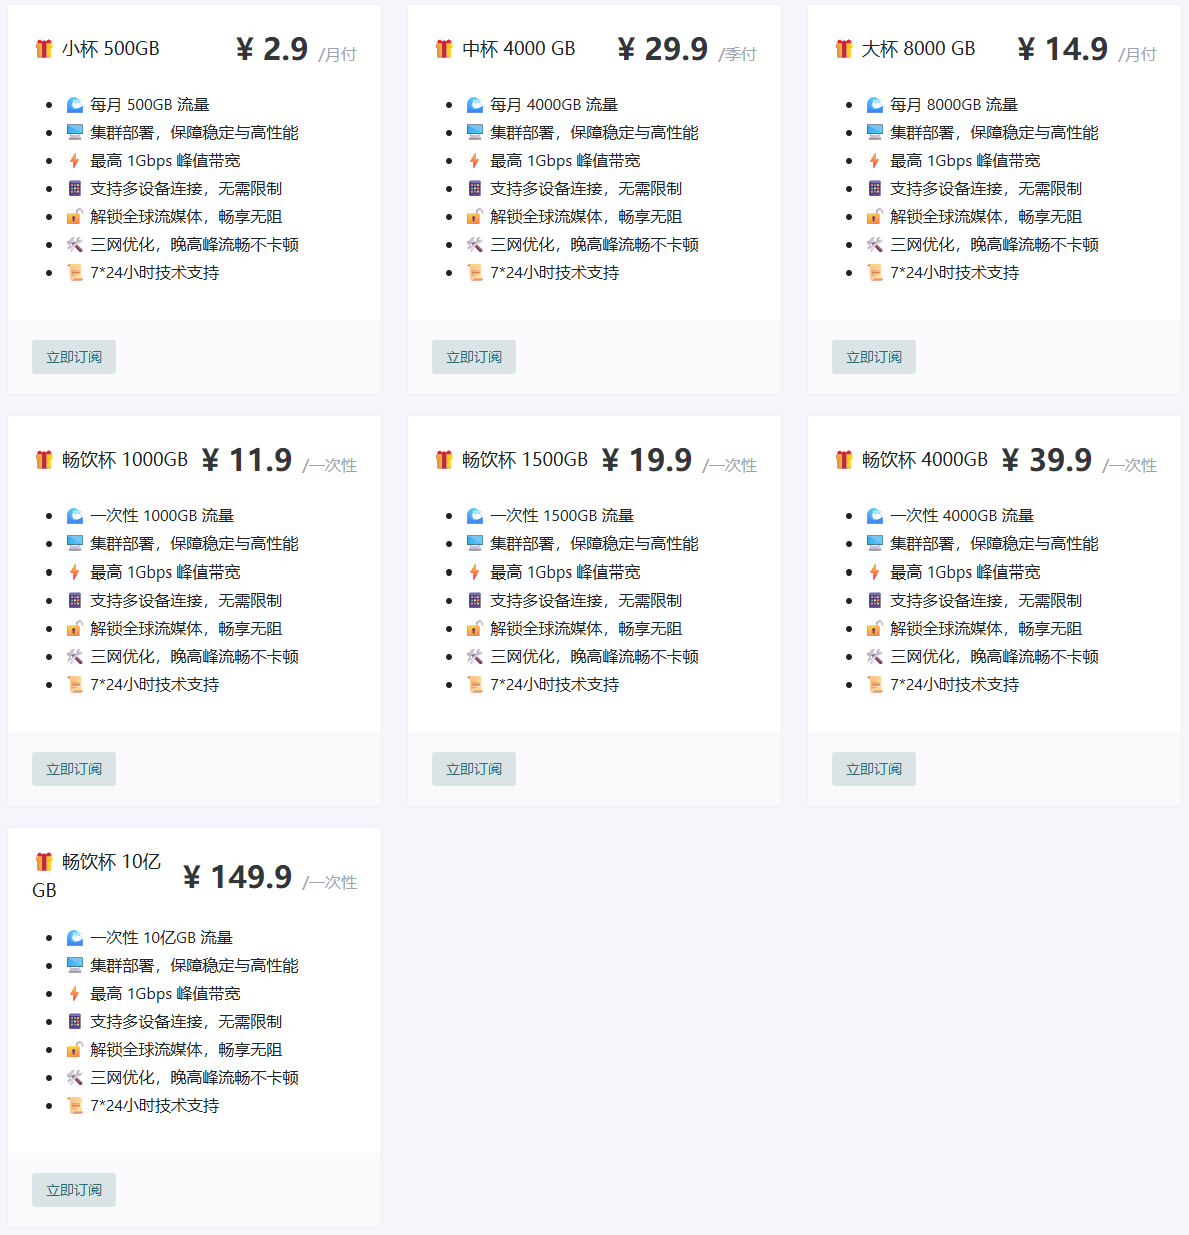 小杯 500GB
¥ 2.9 /月付
每月 500GB 流量
集群部署，保障稳定与高性能
最高 1Gbps 峰值带宽
支持多设备连接，无需限制
解锁全球流媒体，畅享无阻
三网优化，晚高峰流畅不卡顿
7*24小时技术支持
立即订阅
中杯 4000 GB
¥ 29.9 /季付
每月 4000GB 流量
集群部署，保障稳定与高性能
最高 1Gbps 峰值带宽
支持多设备连接，无需限制
解锁全球流媒体，畅享无阻
三网优化，晚高峰流畅不卡顿
7*24小时技术支持
立即订阅
大杯 8000 GB
¥ 14.9 /月付
每月 8000GB 流量
集群部署，保障稳定与高性能
最高 1Gbps 峰值带宽
支持多设备连接，无需限制
解锁全球流媒体，畅享无阻
三网优化，晚高峰流畅不卡顿
7*24小时技术支持
立即订阅
畅饮杯 1000GB
¥ 11.9 /一次性
一次性 1000GB 流量
集群部署，保障稳定与高性能
最高 1Gbps 峰值带宽
支持多设备连接，无需限制
解锁全球流媒体，畅享无阻
三网优化，晚高峰流畅不卡顿
7*24小时技术支持
立即订阅
畅饮杯 1500GB
¥ 19.9 /一次性
一次性 1500GB 流量
集群部署，保障稳定与高性能
最高 1Gbps 峰值带宽
支持多设备连接，无需限制
解锁全球流媒体，畅享无阻
三网优化，晚高峰流畅不卡顿
7*24小时技术支持
立即订阅
畅饮杯 4000GB
¥ 39.9 /一次性
一次性 4000GB 流量
集群部署，保障稳定与高性能
最高 1Gbps 峰值带宽
支持多设备连接，无需限制
解锁全球流媒体，畅享无阻
三网优化，晚高峰流畅不卡顿
7*24小时技术支持
立即订阅
畅饮杯 10亿
GB
¥ 149.9 /一次性
一次性 10亿GB 流量
集群部署，保障稳定与高性能
最高 1Gbps 峰值带宽
支持多设备连接，无需限制
解锁全球流媒体，畅享无阻
三网优化，晚高峰流畅不卡顿
7*24小时技术支持
立即订阅